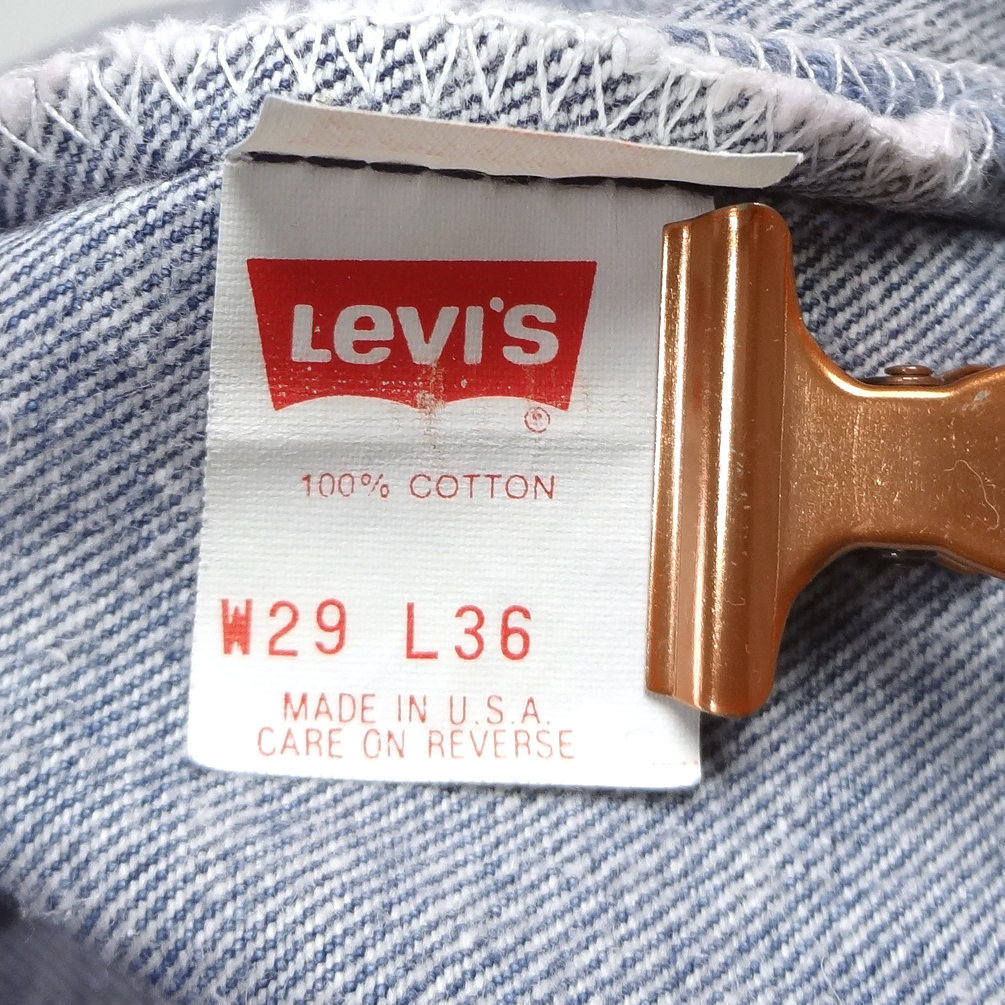 LEVI'S
®
100% COTTON
W29 L36
MADE IN U.S.A.
CARE ON REVERSE